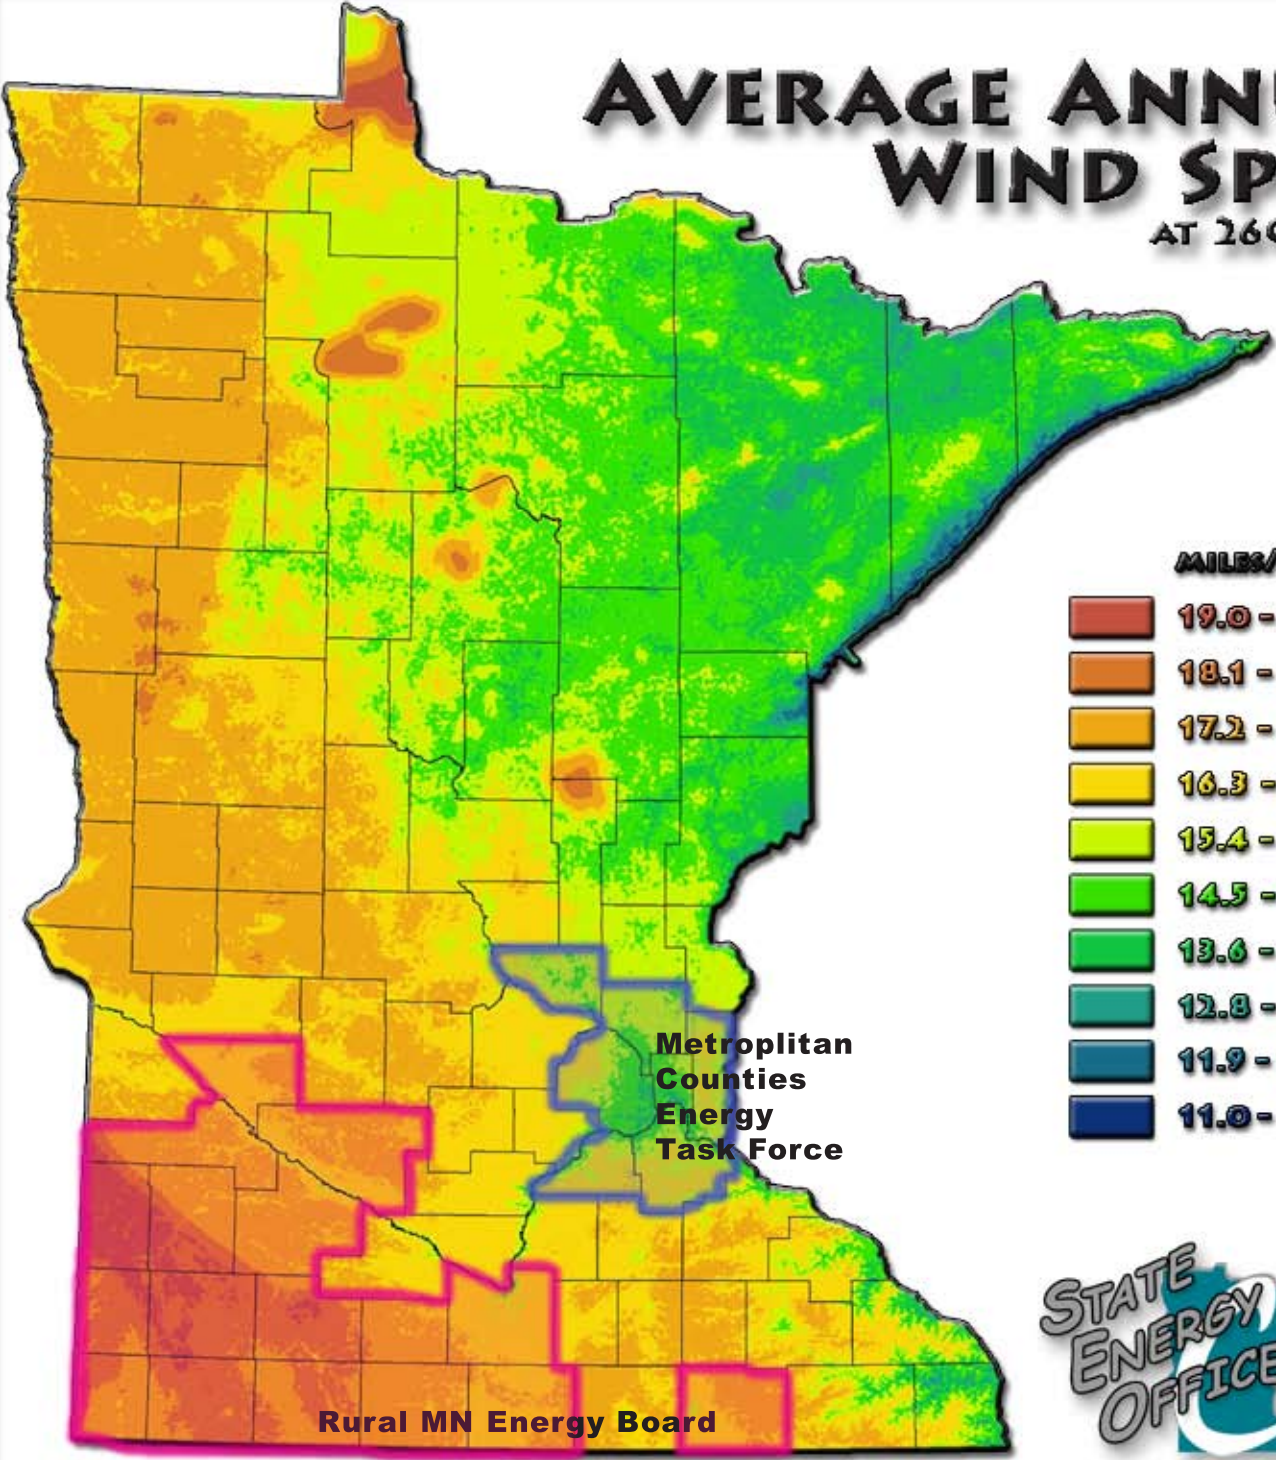 AVERAGE ANN
WIND SP
AT 260
MILES/
19.0 -
18.1 -
17.2 -
16.3 -
15.4 -
14.5 -
13.6 -
12.8 -
11.9 -
11.0 -
Metroplitan
Counties
Energy
Task Force
STATE
ENERGY
OFFICE
Rural MN Energy Board